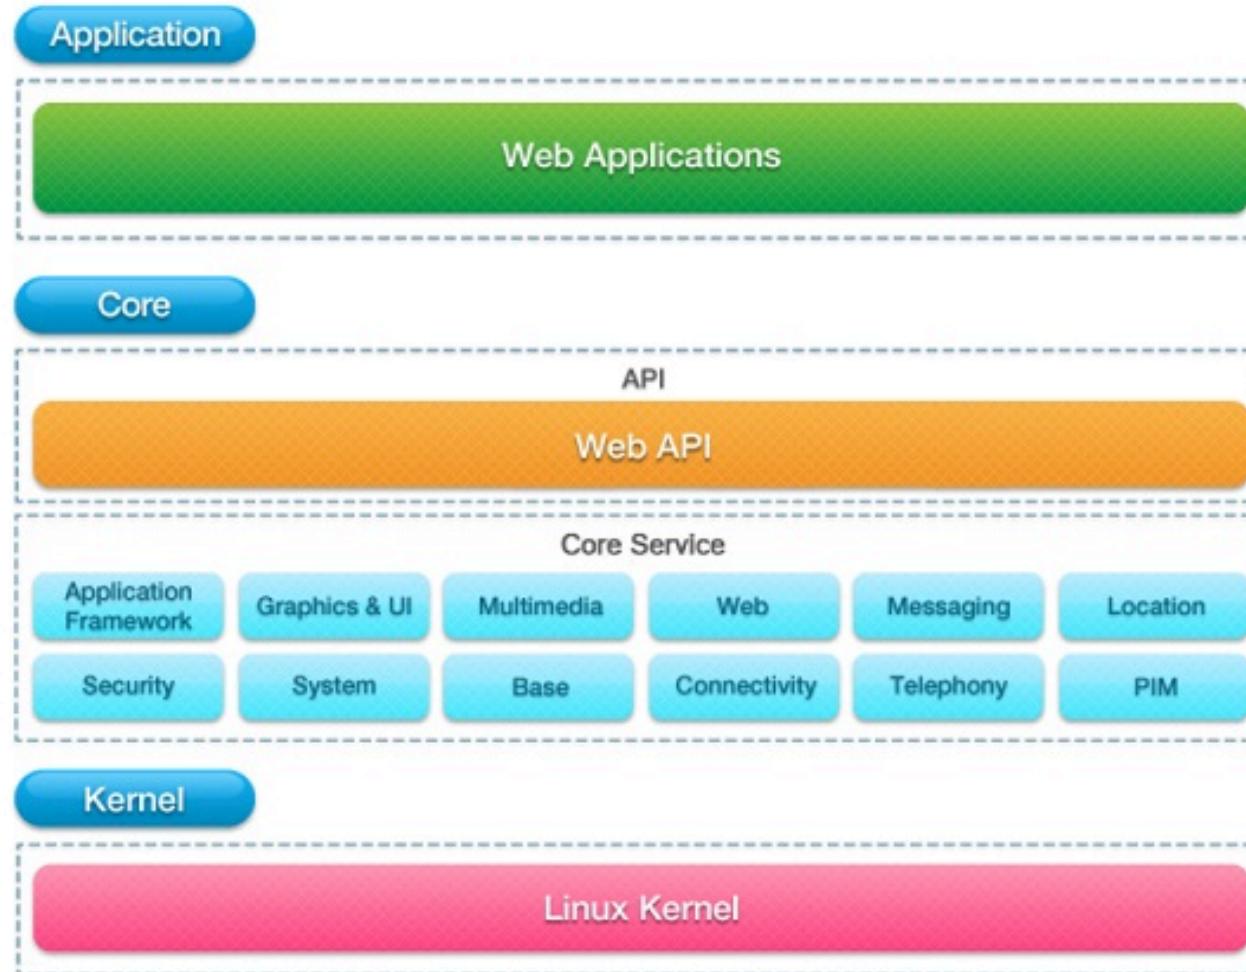 Application
Web Applications
Core
API
Web API
Core Service
Application
Framework
Graphics & UI
Multimedia
Web
Messaging
Location
Security
System
Base
Connectivity
Telephony
PIM
Kernel
Linux Kernel